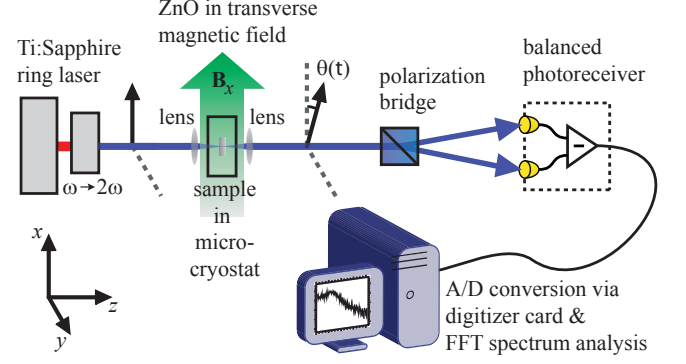 ZnO in transverse
magnetic field
Ti:Sapphire
ring laser
B_x
θ(t)
balanced
photoreceiver
polarization
bridge
lens
lens
ω→2ω
sample
in
micro-
cryostat
-
x
z
y
A/D conversion via
digitizer card &
FFT spectrum analysis